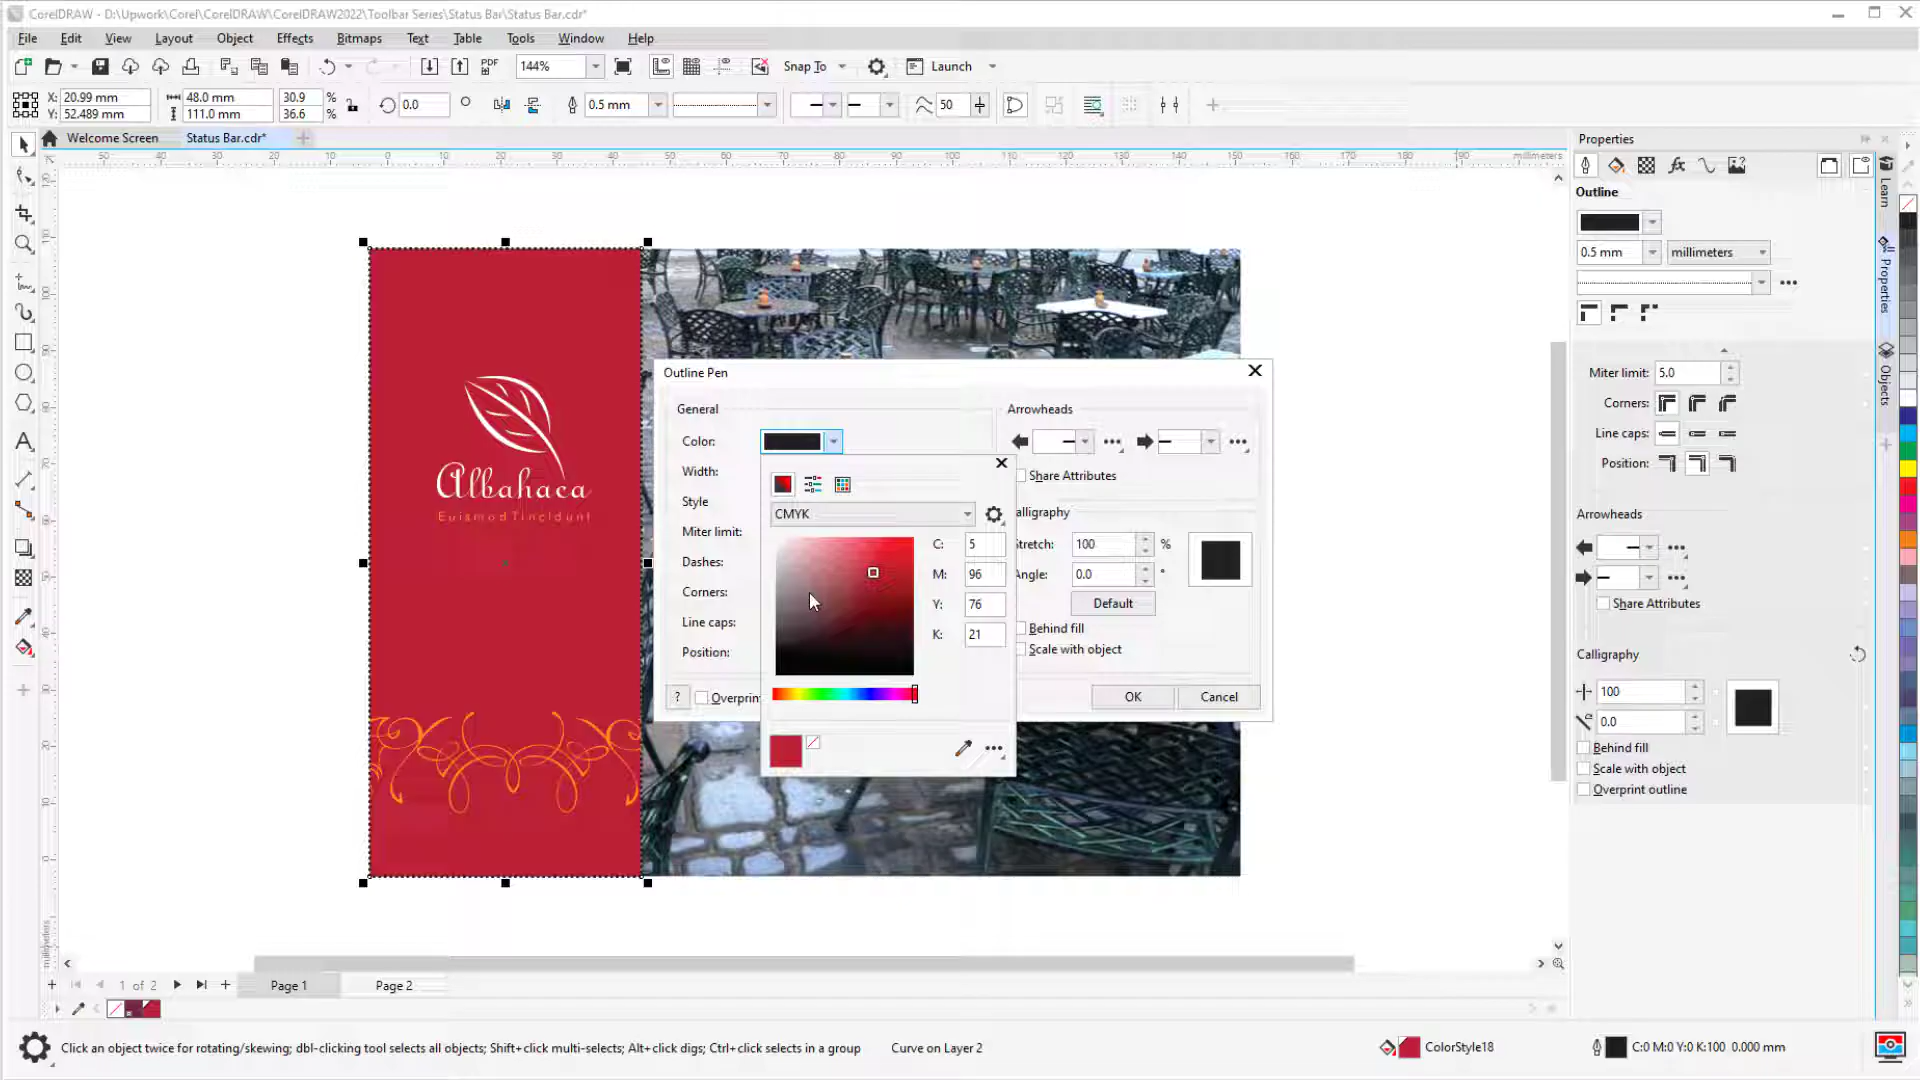 CorelDRAW - D:\Upwork\Corel\CorelDRAW\CorelDRAW2022\Toolbar Series\Status Bar\Status Bar.cdr*
File Edit View Layout Object Effects Bitmaps Text Table Tools Window Help
PDF 144% Snap To Launch
X: 20.99 mm 48.0 mm 30.9 %
Y: 52.489 mm 111.0 mm 36.6 %
0.0 0.5 mm 50
Welcome Screen Status Bar.cdr*
Properties
millimeters
Learn
Properties
Objects
Outline
0.5 mm millimeters
Miter limit: 5.0
Corners:
Line caps:
Position:
Arrowheads
Share Attributes
Calligraphy
100
0.0
Behind fill
Scale with object
Overprint outline
Albahaca
Euismod Tincidunt
Outline Pen
General
Color:
Width:
Style
Miter limit:
Dashes:
Corners:
Line caps:
Position:
? Overprin
Arrowheads
Share Attributes
alligraphy
Stretch: 100 %
Angle: 0.0 °
Default
Behind fill
Scale with object
OK Cancel
CMYK
C: 5
M: 96
Y: 76
K: 21
1 of 2 Page 1 Page 2
Click an object twice for rotating/skewing; dbl-clicking tool selects all objects; Shift+click multi-selects; Alt+click digs; Ctrl+click selects in a group Curve on Layer 2 ColorStyle18 C:0 M:0 Y:0 K:100 0.000 mm